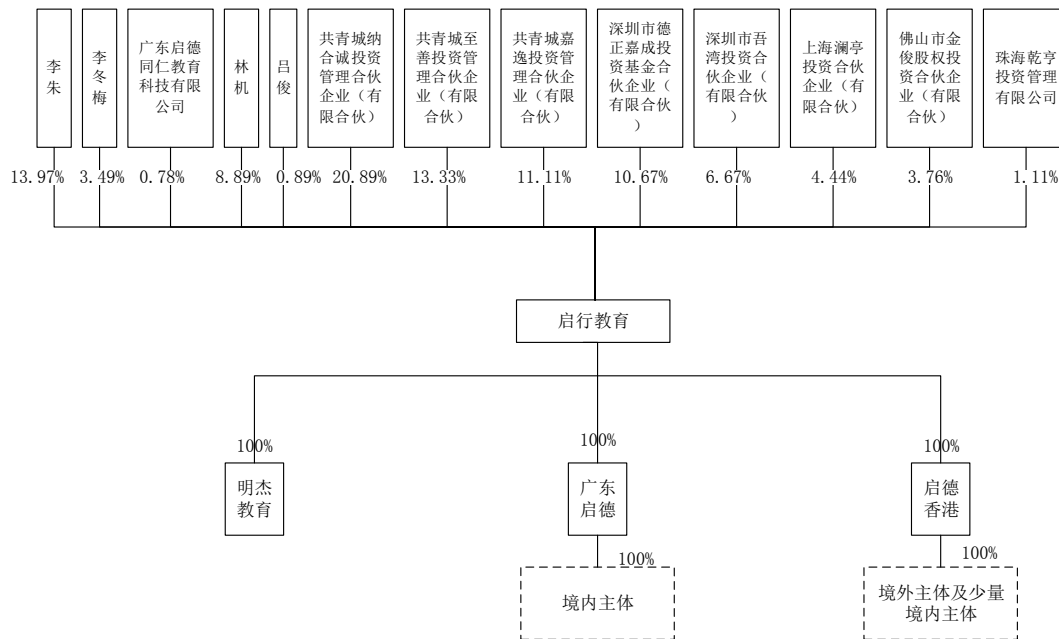 李
朱
李
冬
梅
广东启德
同仁教育
科技有限
公司
林
机
吕
俊
共青城纳
合诚投资
管理合伙
企业（有
限合伙）
共青城至
善投资管
理合伙企
业（有限
合伙）
共青城嘉
逸投资管
理合伙企
业（有限
合伙）
深圳市德
正嘉成投
资基金合
伙企业（
有限合伙
）
深圳市吾
湾投资合
伙企业（
有限合伙
）
上海澜亭
投资合伙
企业（有
限合伙）
佛山市金
俊股权投
资合伙企
业（有限
合伙）
珠海乾亨
投资管理
有限公司
13.97% 3.49% 0.78% 8.89% 0.89% 20.89% 13.33% 11.11% 10.67% 6.67% 4.44% 3.76% 1.11%
启行教育
100% 100% 100%
明杰
教育
广东
启德
启德
香港
100% 100%
境内主体
境外主体及少量
境内主体